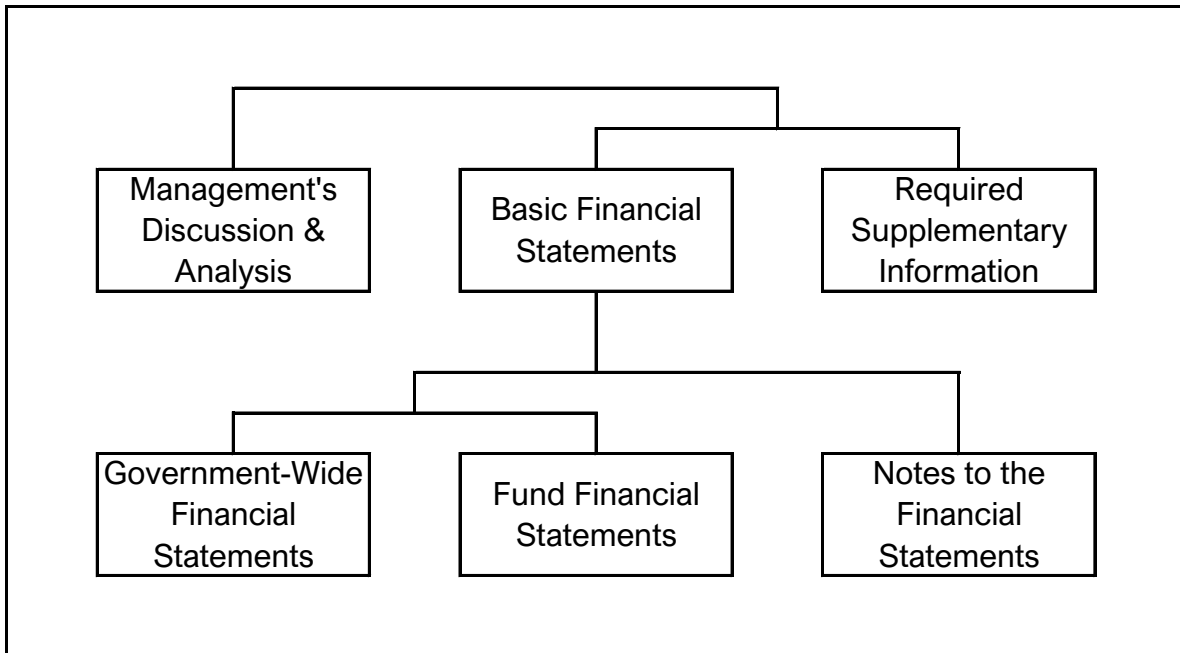 Management's
Discussion &
Analysis
Basic Financial
Statements
Required
Supplementary
Information
Government-Wide
Financial
Statements
Fund Financial
Statements
Notes to the
Financial
Statements